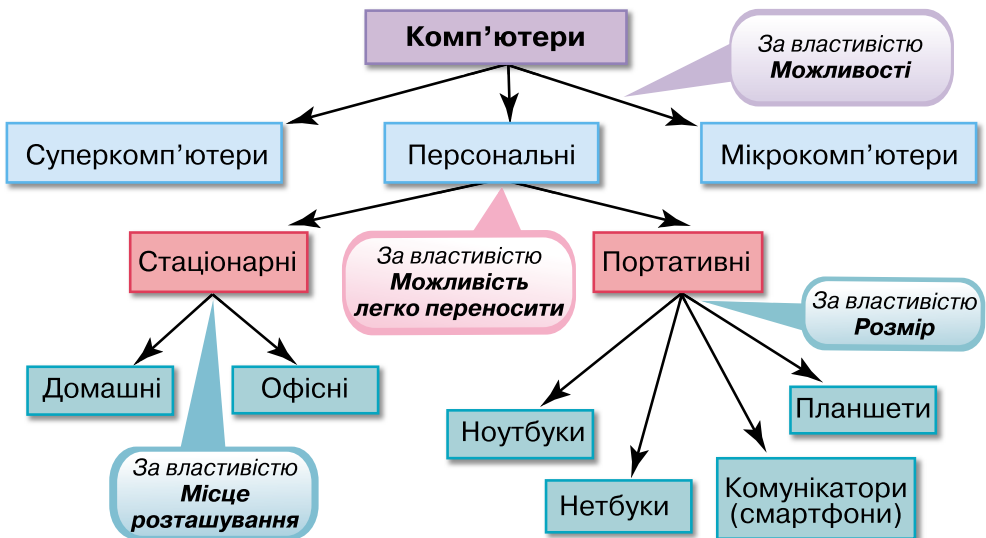 Комп’ютери
За властивістю
Можливості
Суперкомп’ютери
Персональні
Мікрокомп’ютери
Стаціонарні
За властивістю
Можливість
легко переносити
Портативні
За властивістю
Розмір
Домашні
Офісні
Ноутбуки
Планшети
За властивістю
Місце
розташування
Нетбуки
Комунікатори
(смартфони)